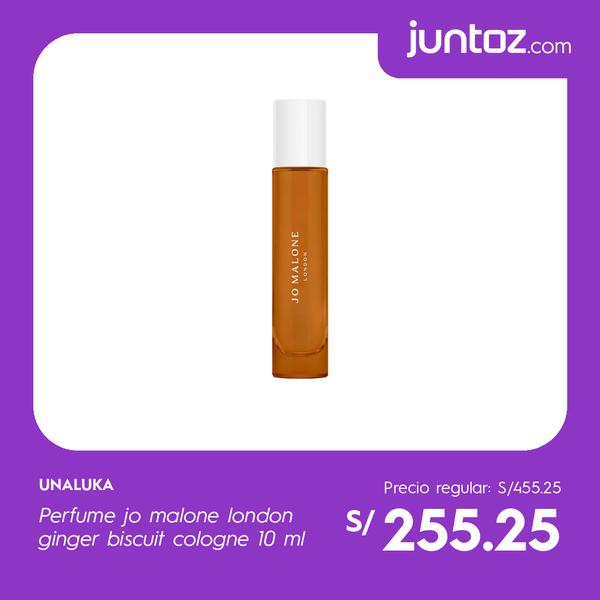 juntoz.com
JO MALONE
LONDON
UNALUKA
Perfume jo malone london
ginger biscuit cologne 10 ml
Precio regular: S/455.25
S/ 255.25